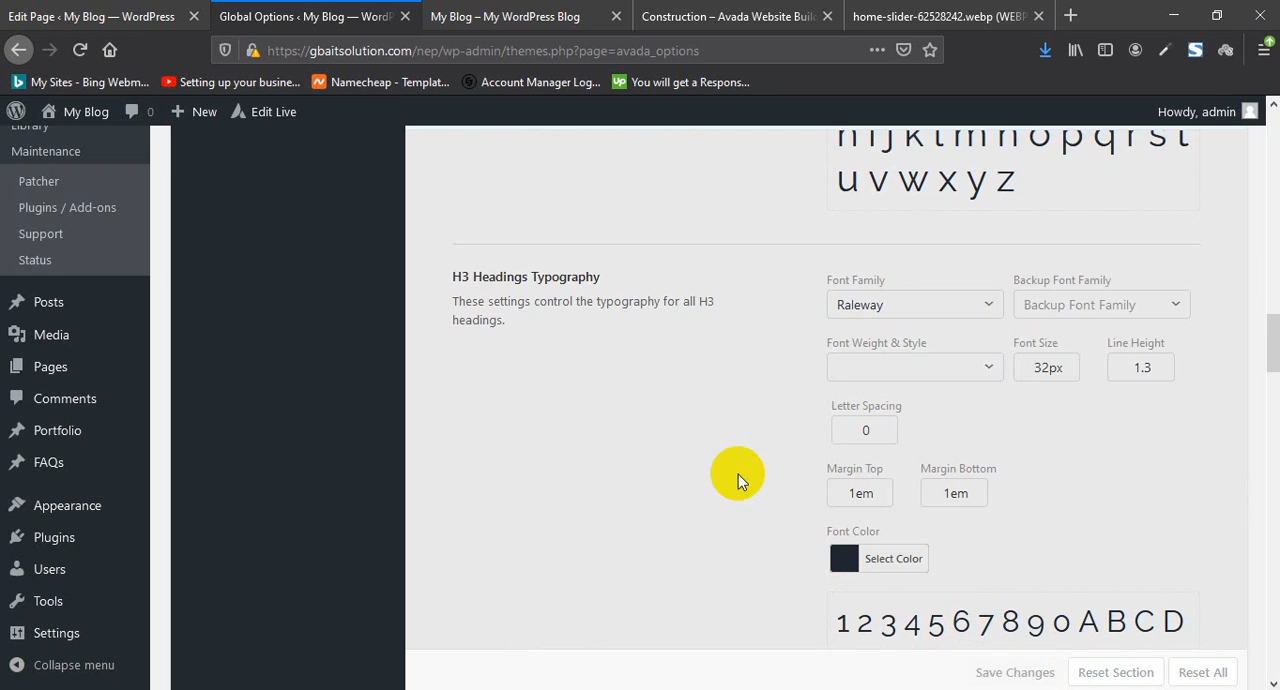 Edit Page ‹ My Blog — WordPress
Global Options ‹ My Blog — WordP
My Blog – My WordPress Blog
Construction – Avada Website Buil
home-slider-62528242.webp (WEBP
https://gbaitsolution.com/nep/wp-admin/themes.php?page=avada_options
My Sites - Bing Webm...
Setting up your busine...
Namecheap - Templat...
Account Manager Log...
You will get a Respons...
My Blog
0
New
Edit Live
Howdy, admin
Library
Maintenance
Patcher
Plugins / Add-ons
Support
Status
Posts
Media
Pages
Comments
Portfolio
FAQs
Appearance
Plugins
Users
Tools
Settings
Collapse menu
n i j k l m n o p q r s t
u v w x y z
H3 Headings Typography
These settings control the typography for all H3
headings.
Font Family
Backup Font Family
Raleway
Backup Font Family
Font Weight & Style
Font Size
Line Height
32px
1.3
Letter Spacing
0
Margin Top
Margin Bottom
1em
1em
Font Color
Select Color
1 2 3 4 5 6 7 8 9 0 A B C D
Save Changes
Reset Section
Reset All